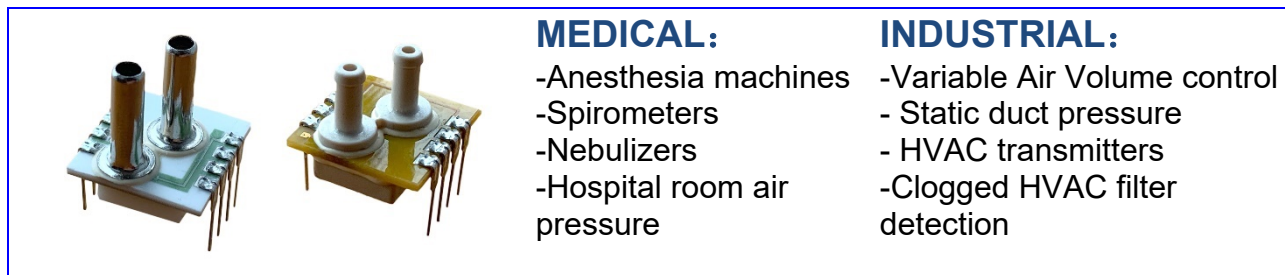 MEDICAL：
-Anesthesia machines
-Spirometers
-Nebulizers
-Hospital room air
pressure
INDUSTRIAL：
-Variable Air Volume control
- Static duct pressure
- HVAC transmitters
-Clogged HVAC filter
detection